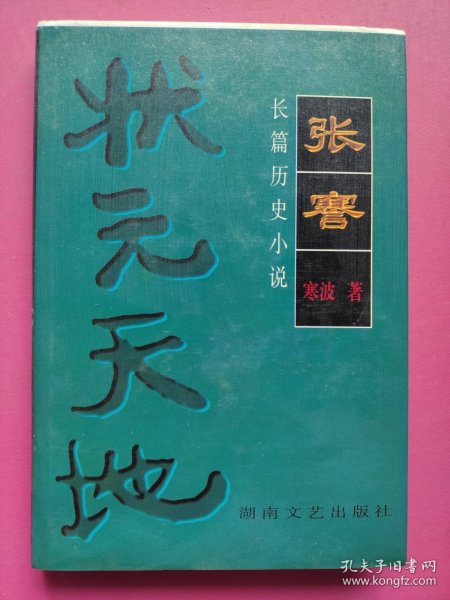 状元天地
长篇历史小说
张
謇
寒波 著
湖南文艺出版社
孔夫子旧书网
www.kongfz.com